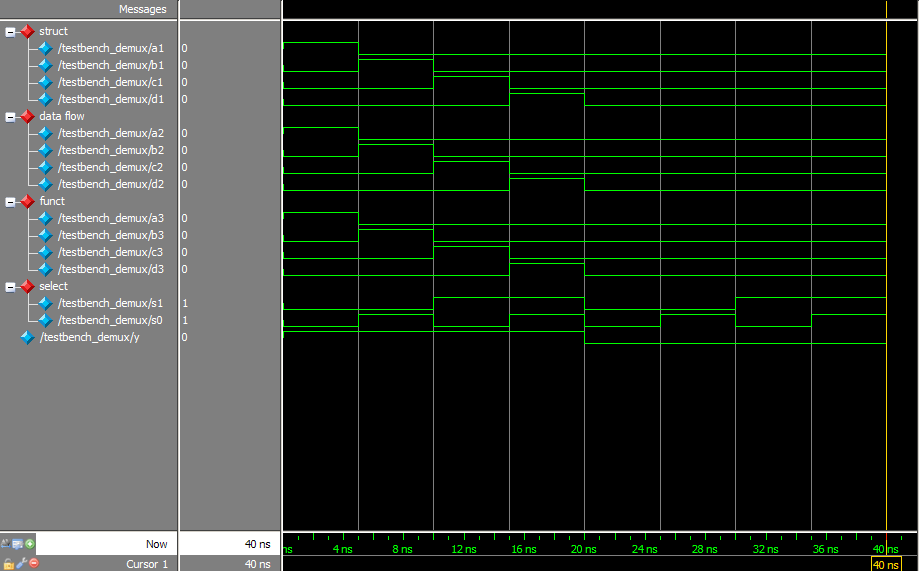 Messages
struct
/testbench_demux/a1 0
/testbench_demux/b1 0
/testbench_demux/c1 0
/testbench_demux/d1 0
data flow
/testbench_demux/a2 0
/testbench_demux/b2 0
/testbench_demux/c2 0
/testbench_demux/d2 0
funct
/testbench_demux/a3 0
/testbench_demux/b3 0
/testbench_demux/c3 0
/testbench_demux/d3 0
select
/testbench_demux/s1 1
/testbench_demux/s0 1
/testbench_demux/y 0
Now 40 ns ns 4 ns 8 ns 12 ns 16 ns 20 ns 24 ns 28 ns 32 ns 36 ns 40 ns
Cursor 1 40 ns 40 ns